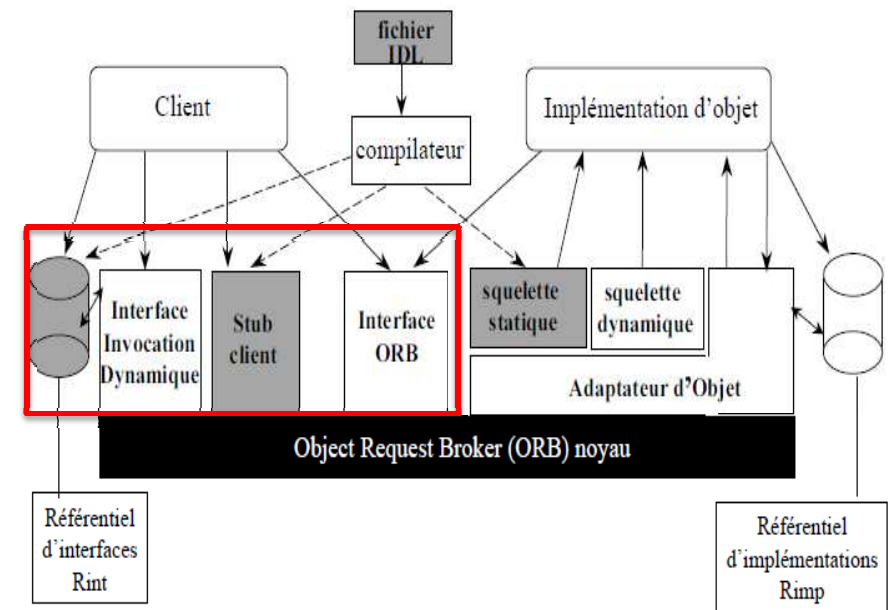 fichier
IDL
Client
Implémentation d'objet
compilateur
Interface
Invocation
Dynamique
Stub
client
Interface
ORB
squelette
statique
squelette
dynamique
Adaptateur d'Objet
Object Request Broker (ORB) noyau
Référentiel
d'interfaces
Rint
Référentiel
d'implémentations
Rimp